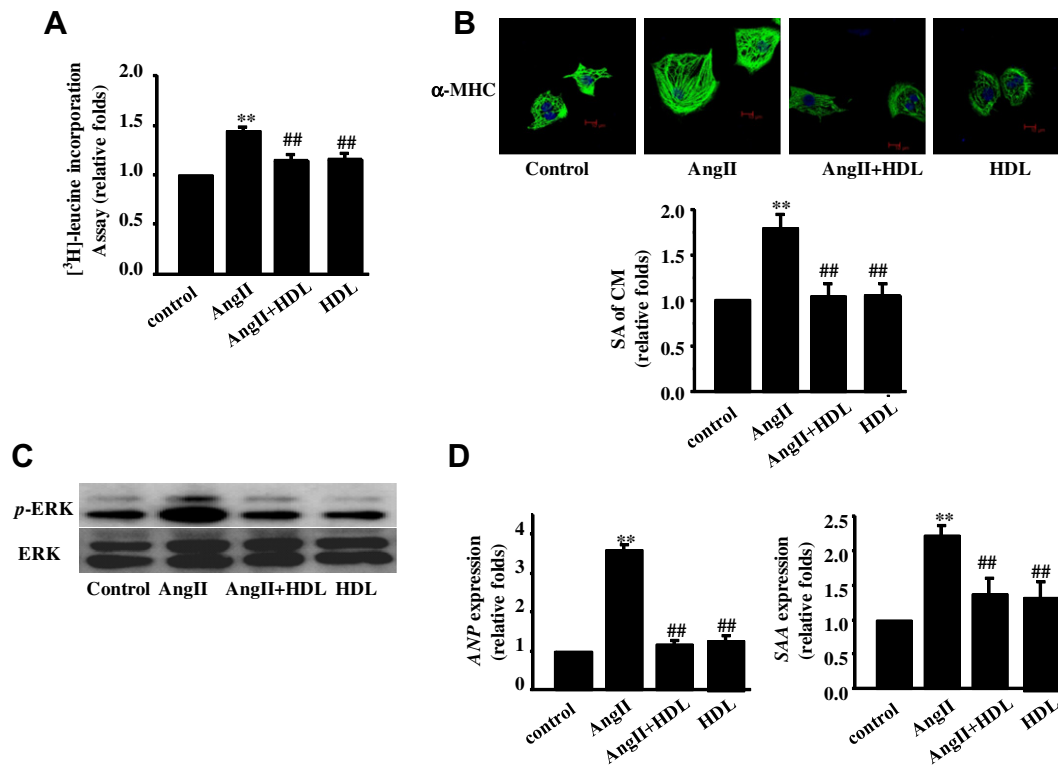 A
[³H]-leucine incorporation
Assay (relative folds)
2.0
1.5
1.0
0.5
0.0
**
##
##
control
AngII
AngII+HDL
HDL
B
α-MHC
Control
AngII
AngII+HDL
HDL
SA of CM
(relative folds)
2.0
1.5
1.0
0.5
0.0
**
##
##
control
AngII
AngII+HDL
HDL
C
p-ERK
ERK
Control AngII AngII+HDL HDL
D
ANP expression
(relative folds)
4
3
2
1
0
**
##
##
control
AngII
AngII+HDL
HDL
SAA expression
(relative folds)
2.5
2.0
1.5
1.0
0.5
0.0
**
##
##
control
AngII
AngII+HDL
HDL